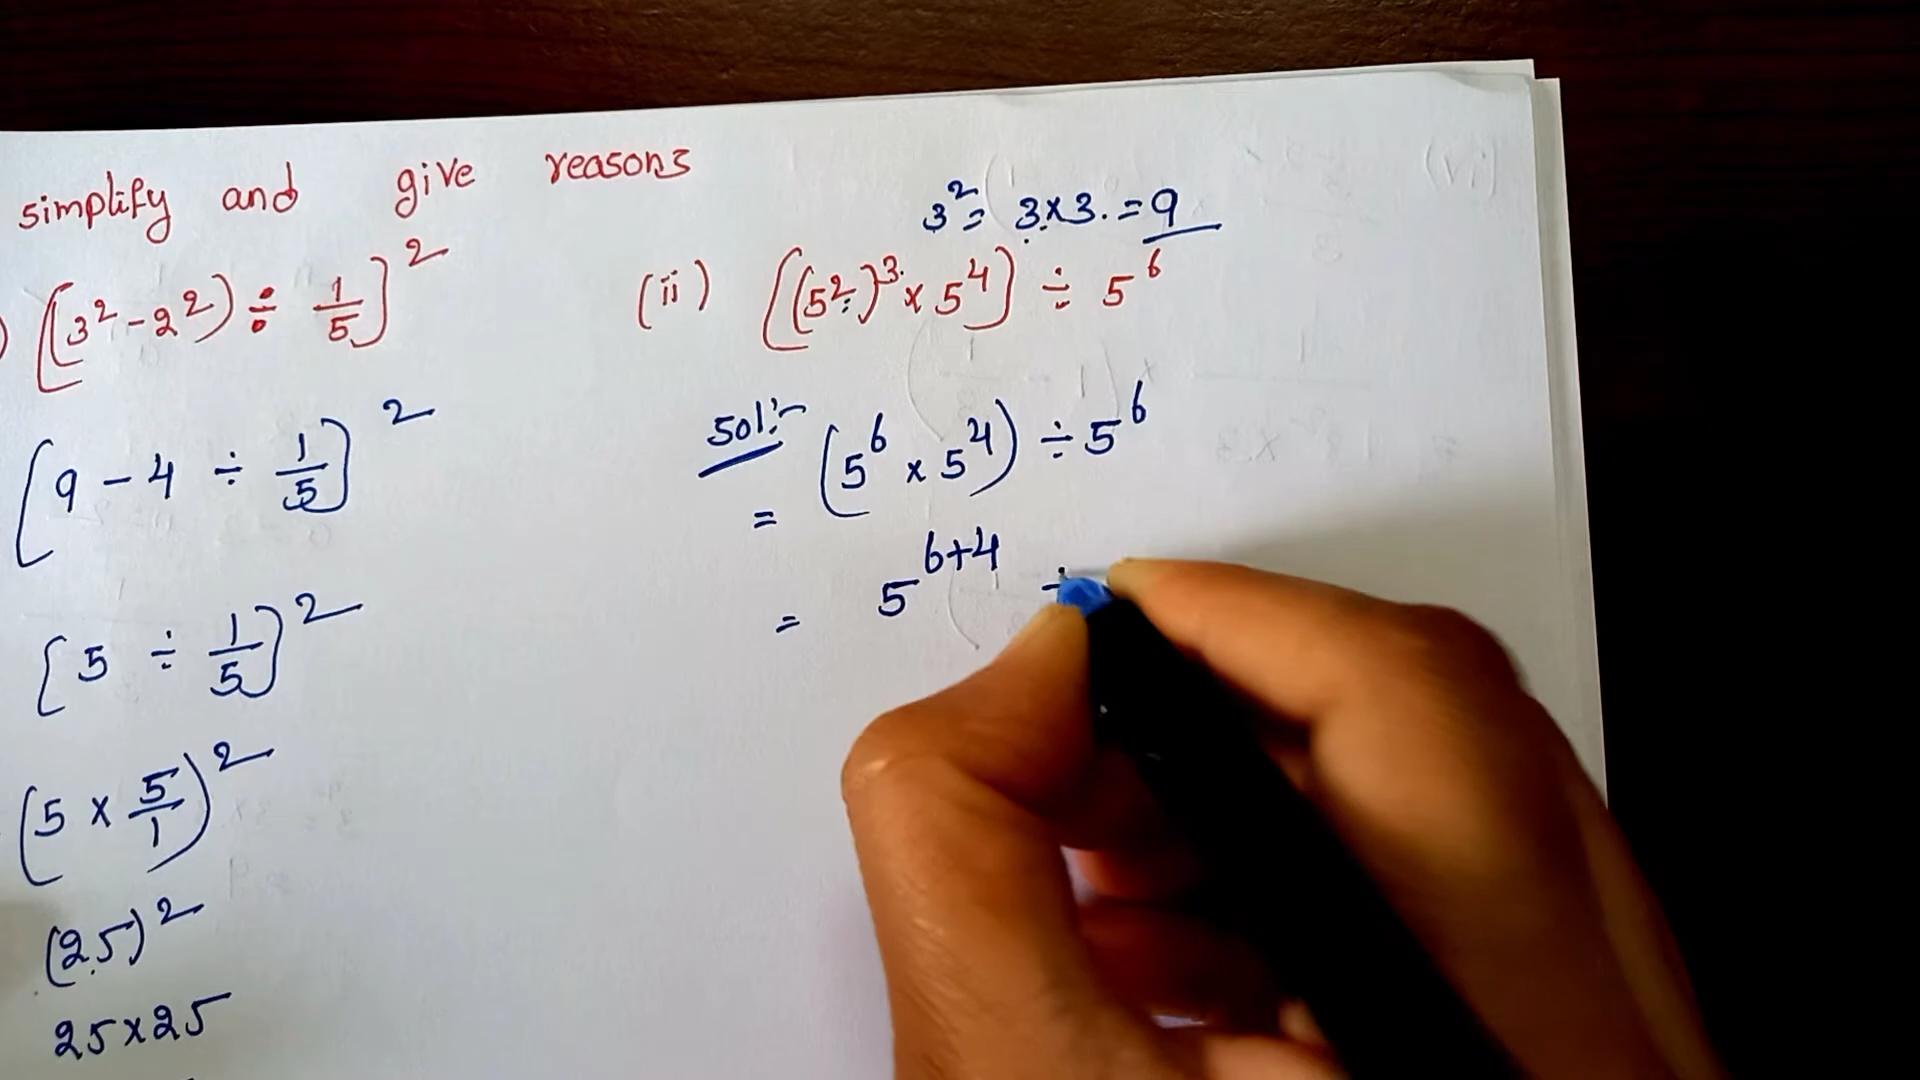 simplify and give reasons
3² = 3×3. = 9
) [(3² - 2²) ÷ 1/5]²
[9 - 4 ÷ 1/5]²
[5 ÷ 1/5]²
(5 × 5/1)²
(25)²
25×25
(ii) [(5²)³ × 5⁴] ÷ 5⁶
Sol:- (5⁶ × 5⁴) ÷ 5⁶
=
= 5⁶⁺⁴ ÷
(vi)